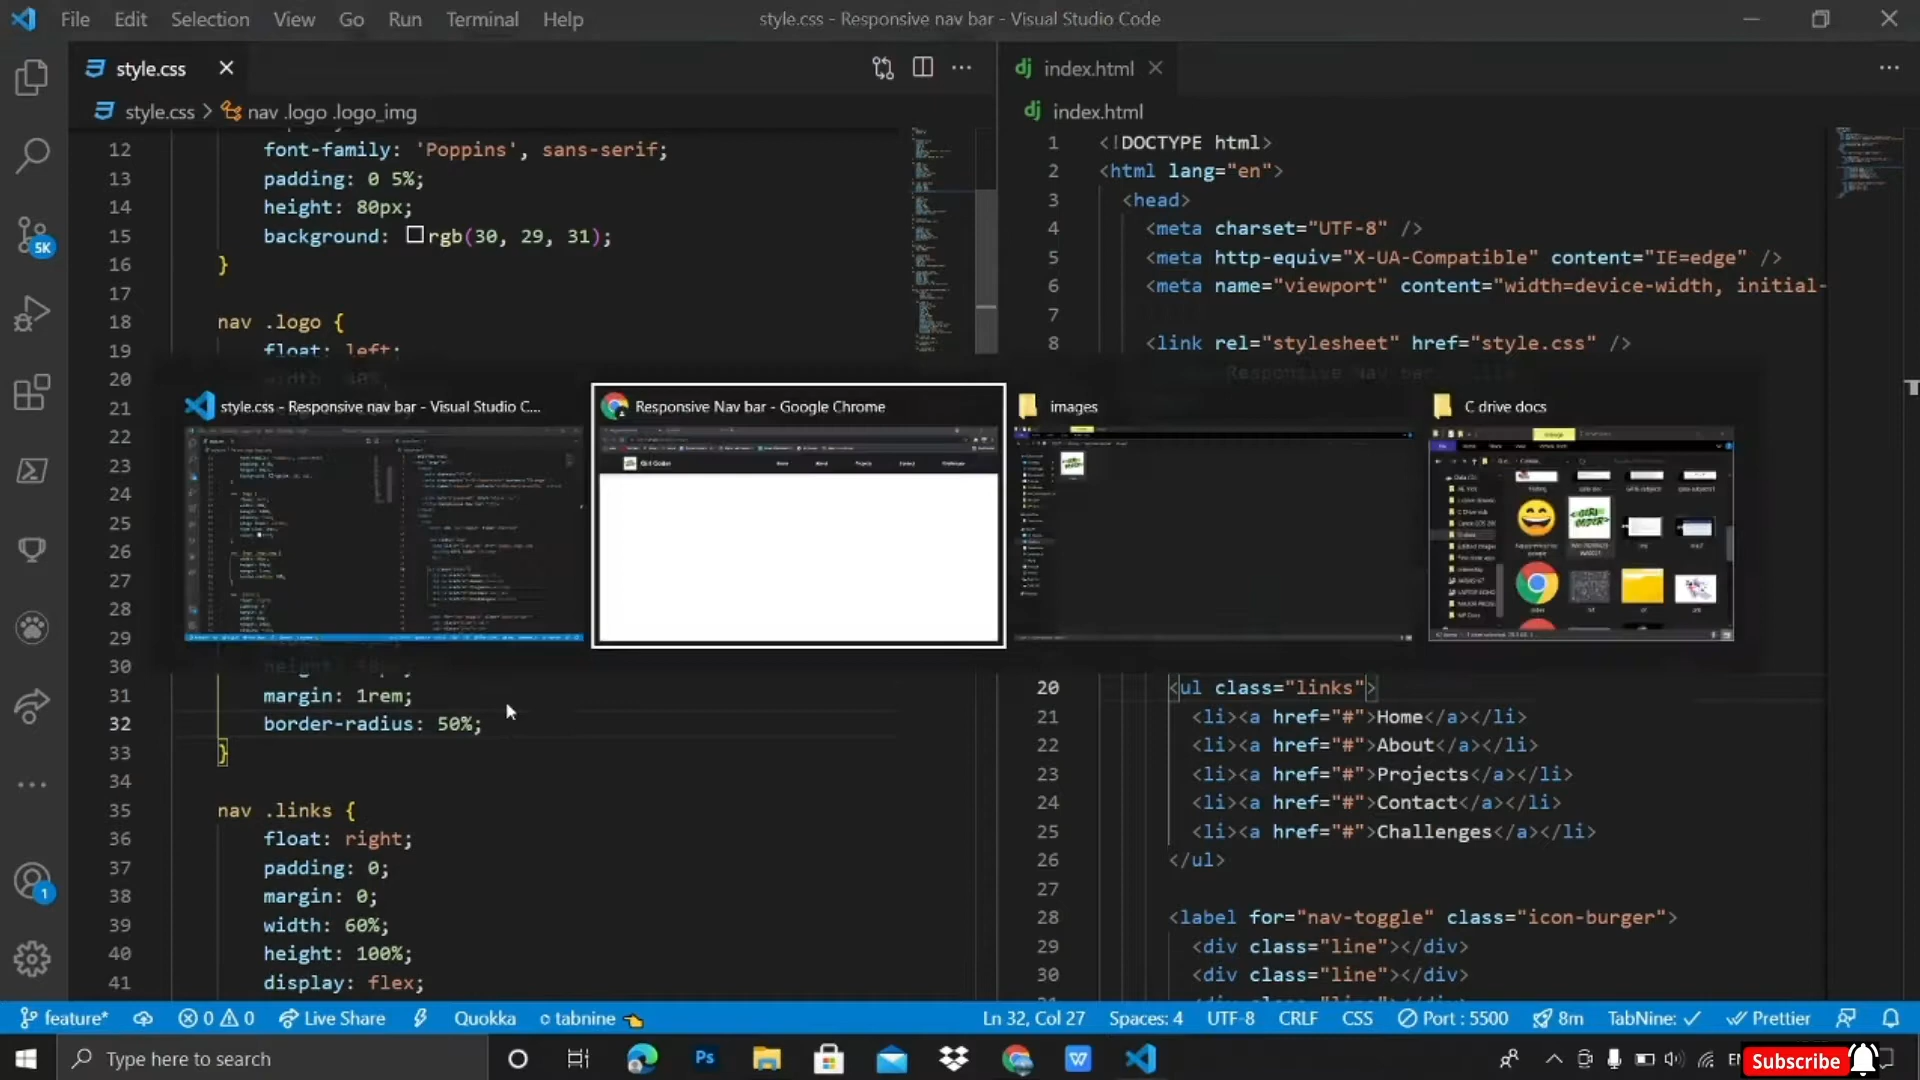 File Edit Selection View Go Run Terminal Help
style.css - Responsive nav bar - Visual Studio Code
style.css
index.html
style.css > nav .logo .logo_img
index.html
12 font-family: 'Poppins', sans-serif;
13 padding: 0 5%;
14 height: 80px;
15 background: rgb(30, 29, 31);
16 }
17
18 nav .logo {
19 float: left;
20
21
22
23
24
25
26
27
28
29
30
31 margin: 1rem;
32 border-radius: 50%;
33 }
34
35 nav .links {
36 float: right;
37 padding: 0;
38 margin: 0;
39 width: 60%;
40 height: 100%;
41 display: flex;
1 <!DOCTYPE html>
2 <html lang="en">
3 <head>
4 <meta charset="UTF-8" />
5 <meta http-equiv="X-UA-Compatible" content="IE=edge" />
6 <meta name="viewport" content="width=device-width, initial-
7
8 <link rel="stylesheet" href="style.css" />
Responsive nav bar
style.css - Responsive nav bar - Visual Studio C...
Responsive Nav bar - Google Chrome
images
C drive docs
20 <ul class="links">
21 <li><a href="#">Home</a></li>
22 <li><a href="#">About</a></li>
23 <li><a href="#">Projects</a></li>
24 <li><a href="#">Contact</a></li>
25 <li><a href="#">Challenges</a></li>
26 </ul>
27
28 <label for="nav-toggle" class="icon-burger">
29 <div class="line"></div>
30 <div class="line"></div>
5K
1
feature* 0 0 Live Share Quokka tabnine
Ln 32, Col 27 Spaces: 4 UTF-8 CRLF CSS Port : 5500 8m TabNine: Prettier
Type here to search
Ps
W
Subscribe